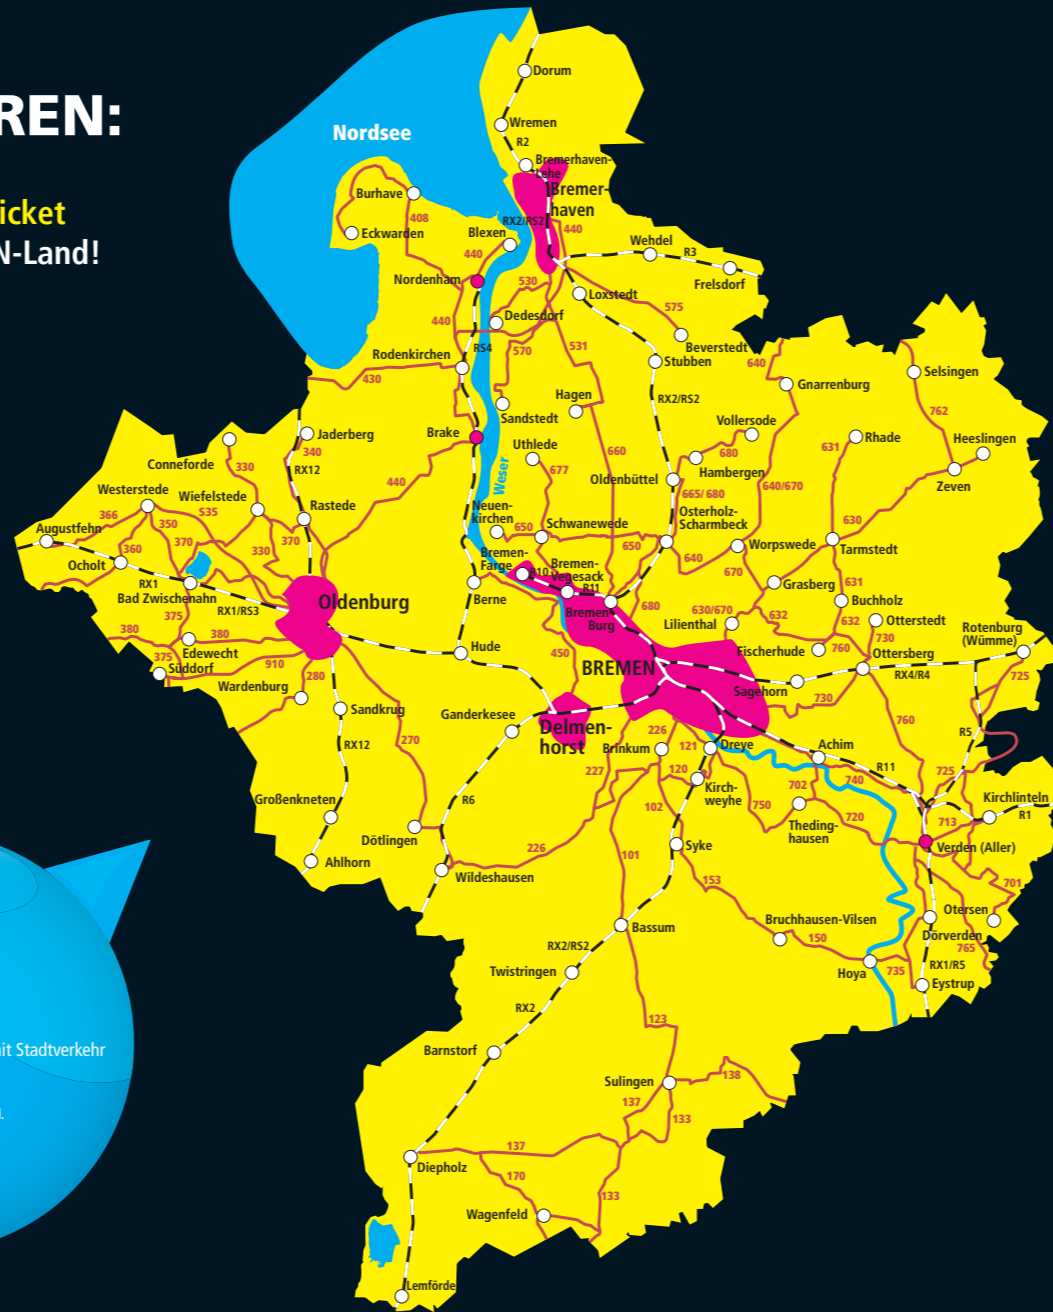 REN:
icket
N-Land!
Nordsee
Dorum
Wremen
R2
Bremerhaven-
Lehe
Bremer-
haven
Burhave
408
RX2/RS2
440
Eckwarden
Blexen
Wehdel
R3
440
Frelsdorf
Nordenham
530
Loxstedt
575
Dedesdorf
440
RS4
570
531
Beverstedt
Rodenkirchen
Stubben
640
430
Gnarrenburg
Selsingen
Hagen
RX2/RS2
762
Sandstedt
Vollersode
Jaderberg
Brake
Uthlede
660
680
631
Rhade
Heeslingen
340
Conneforde
330
RX12
Weser
677
Oldenbüttel
Hambergen
Zeven
440
640/670
Westerstede
Wiefelstede
665/680
366
535
Rastede
Neuen-
kirchen
Osterholz-
Scharmbeck
630
Augustfehn
350
650
Schwanewede
370
370
650
Worpswede
Tarmstedt
360
330
640
Ocholt
Bremen-
Farge
R10
Bremen-
Vegesack
670
Grasberg
631
RX1
R11
Bad Zwischenahn
Berne
Buchholz
RX1/RS3
Oldenburg
Bremen
Burg
680
630/670
632
632
Otterstedt
375
Lilienthal
Rotenburg
(Wümme)
380
380
730
Edewecht
Hude
450
Fischerhude
760
Ottersberg
375
Süddorf
910
BREMEN
RX4/R4
280
725
Wardenburg
Sagehorn
730
Sandkrug
Ganderkesee
Delmen-
horst
226
760
R5
RX12
270
Brinkum
121
Dreye
Achim
227
120
R11
725
702
740
Kirch-
weyhe
Kirchlinteln
Großenkneten
R6
102
750
R1
Theding-
hausen
720
713
Dötlingen
226
Syke
Verden (Aller)
101
Ahlhorn
Wildeshausen
153
701
Otersen
Bruchhausen-Vilsen
Bassum
Dörverden
150
RX2/RS2
765
Twistringen
RX1/R5
Hoya
735
Eystrup
RX2
123
it Stadtverkehr
Barnstorf
138
Sulingen
137
133
137
Diepholz
170
133
Wagenfeld
Lemförde